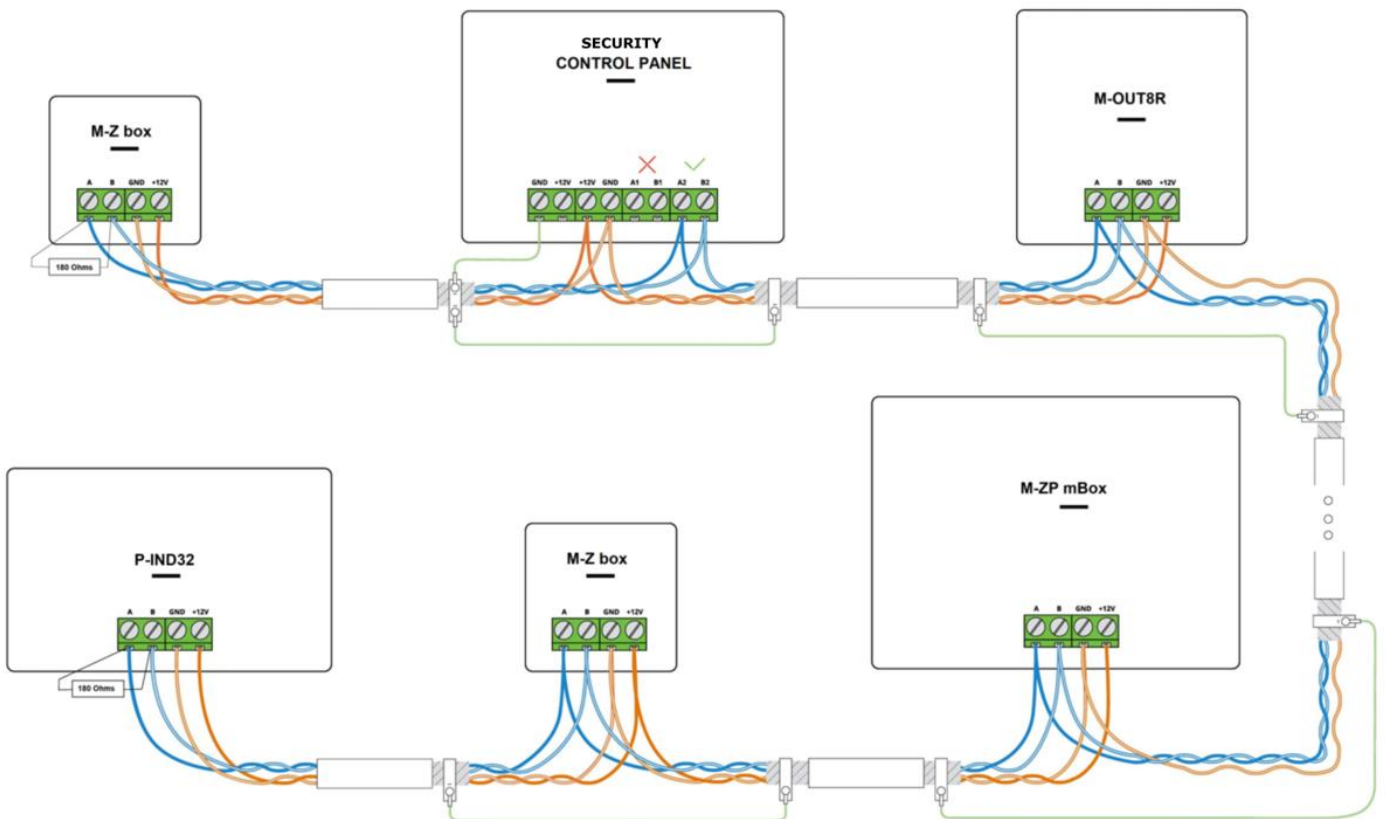 SECURITY
CONTROL PANEL
M-Z box
M-OUT8R
A B GND +12V
GND +12V +12V GND A1 B1 A2 B2
A B GND +12V
180 Ohms
M-ZP mBox
P-IND32
M-Z box
A B GND +12V
A B GND +12V
A B GND +12V
180 Ohms